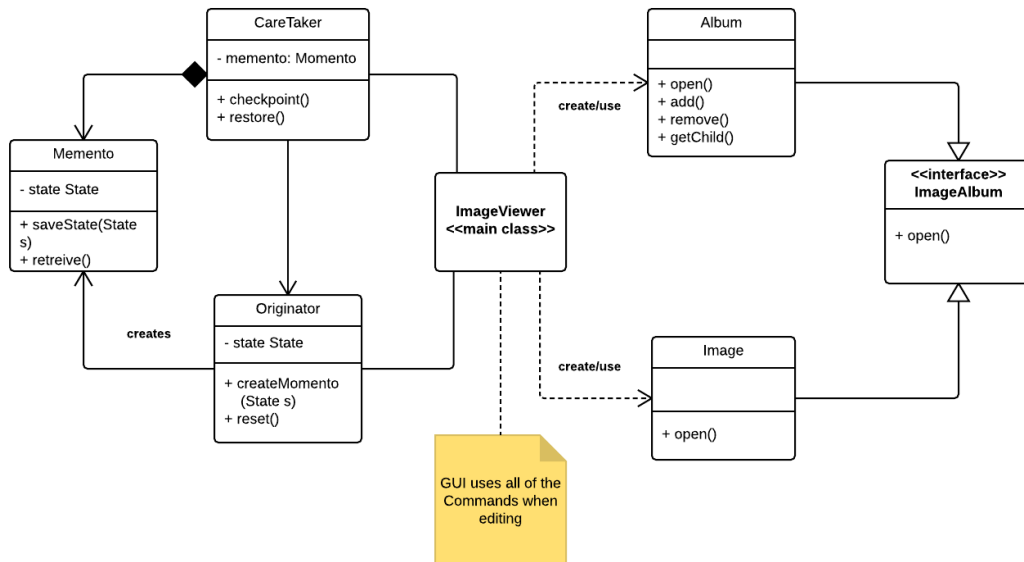 CareTaker
- memento: Momento
+ checkpoint()
+ restore()
Album
+ open()
+ add()
+ remove()
+ getChild()
create/use
Memento
- state State
+ saveState(State
s)
+ retreive()
ImageViewer
<<main class>>
<<interface>>
ImageAlbum
+ open()
creates
Originator
- state State
+ createMomento
(State s)
+ reset()
create/use
Image
+ open()
GUI uses all of the
Commands when
editing